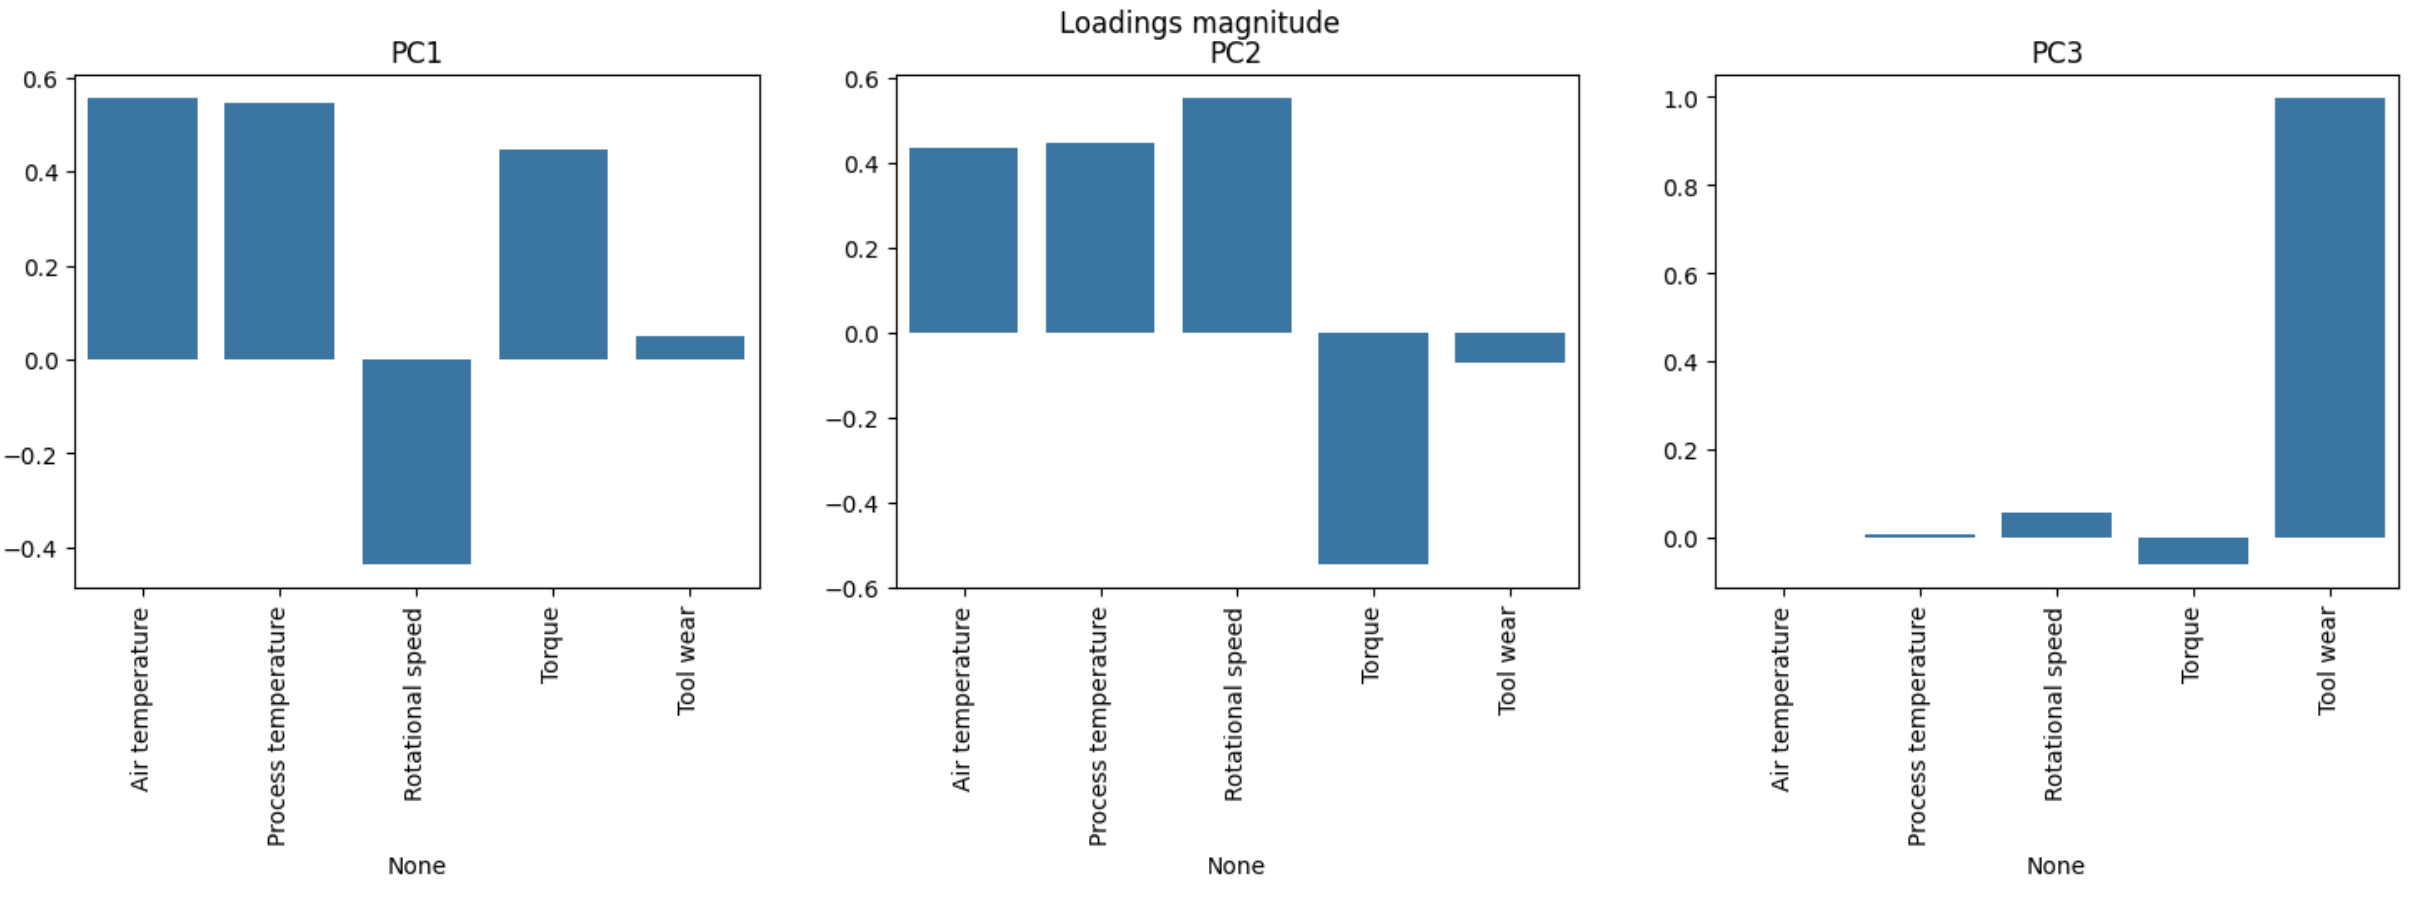 Loadings magnitude
PC1
0.6
0.4
0.2
0.0
−0.2
−0.4
Air temperature
Process temperature
Rotational speed
Torque
Tool wear
None
PC2
0.6
0.4
0.2
0.0
−0.2
−0.4
−0.6
Air temperature
Process temperature
Rotational speed
Torque
Tool wear
None
PC3
1.0
0.8
0.6
0.4
0.2
0.0
Air temperature
Process temperature
Rotational speed
Torque
Tool wear
None